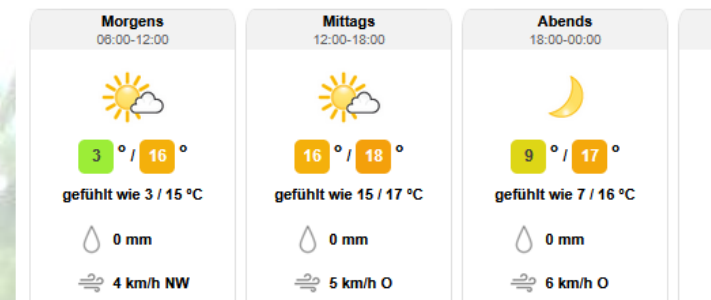 Morgens
06:00-12:00
3 ° / 16 °
gefühlt wie 3 / 15 °C
0 mm
4 km/h NW
Mittags
12:00-18:00
16 ° / 18 °
gefühlt wie 15 / 17 °C
0 mm
5 km/h O
Abends
18:00-00:00
9 ° / 17 °
gefühlt wie 7 / 16 °C
0 mm
6 km/h O